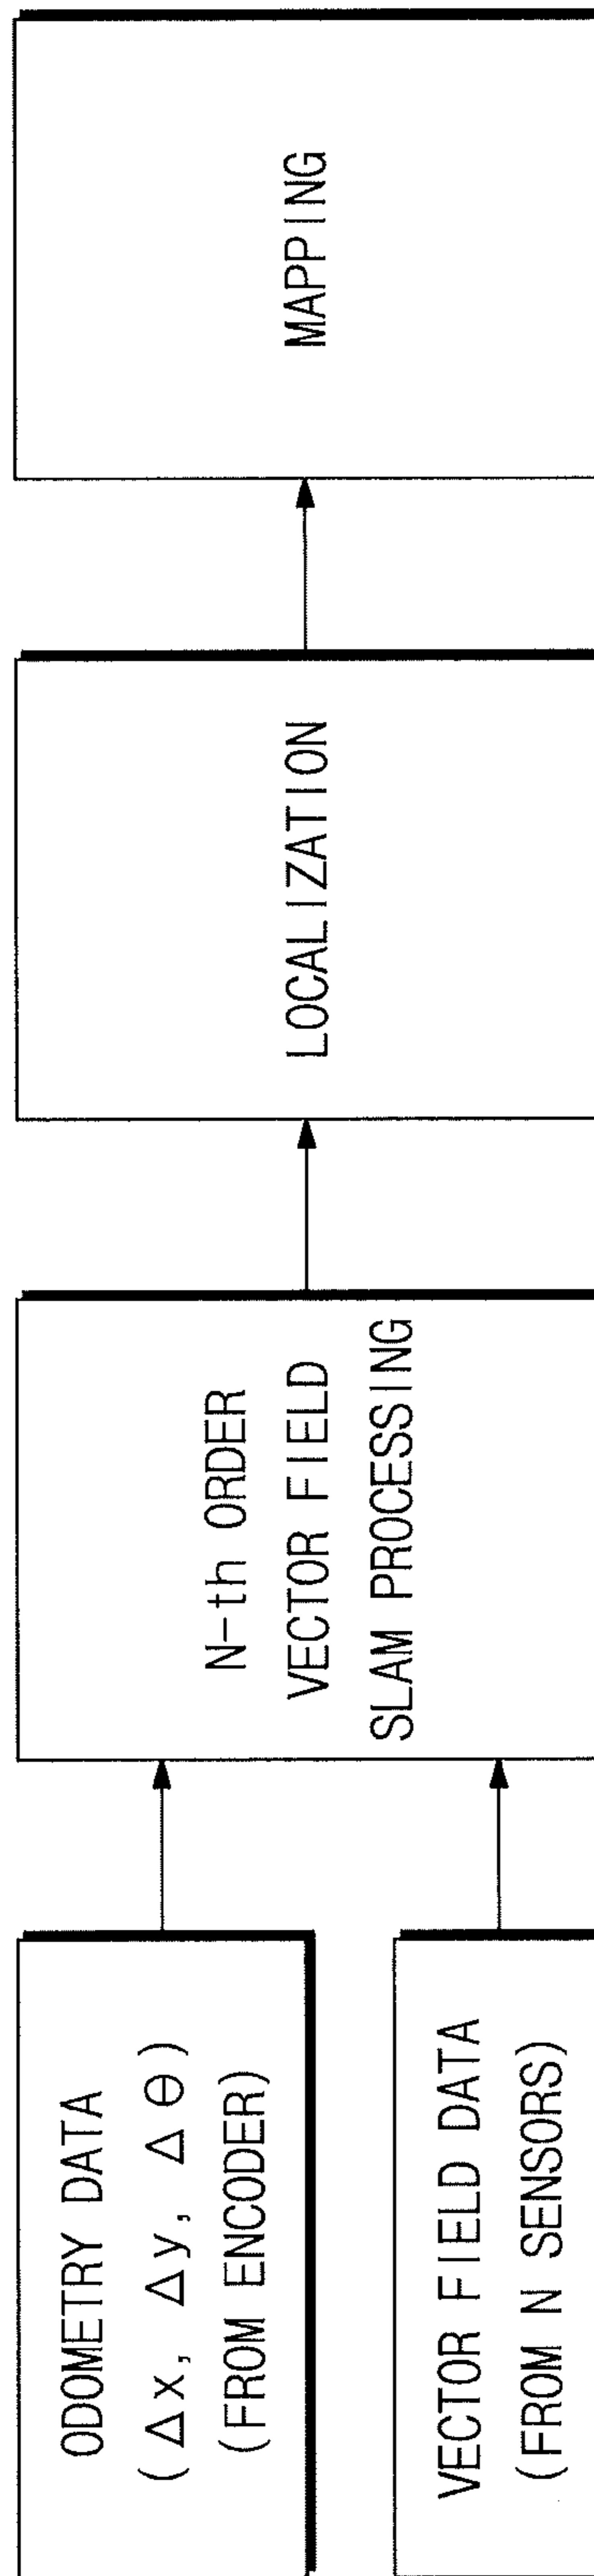 ODOMETRY DATA
( Δx, Δy, Δθ )
(FROM ENCODER)
VECTOR FIELD DATA
(FROM N SENSORS)
N-th ORDER
VECTOR FIELD
SLAM PROCESSING
LOCALIZATION
MAPPING